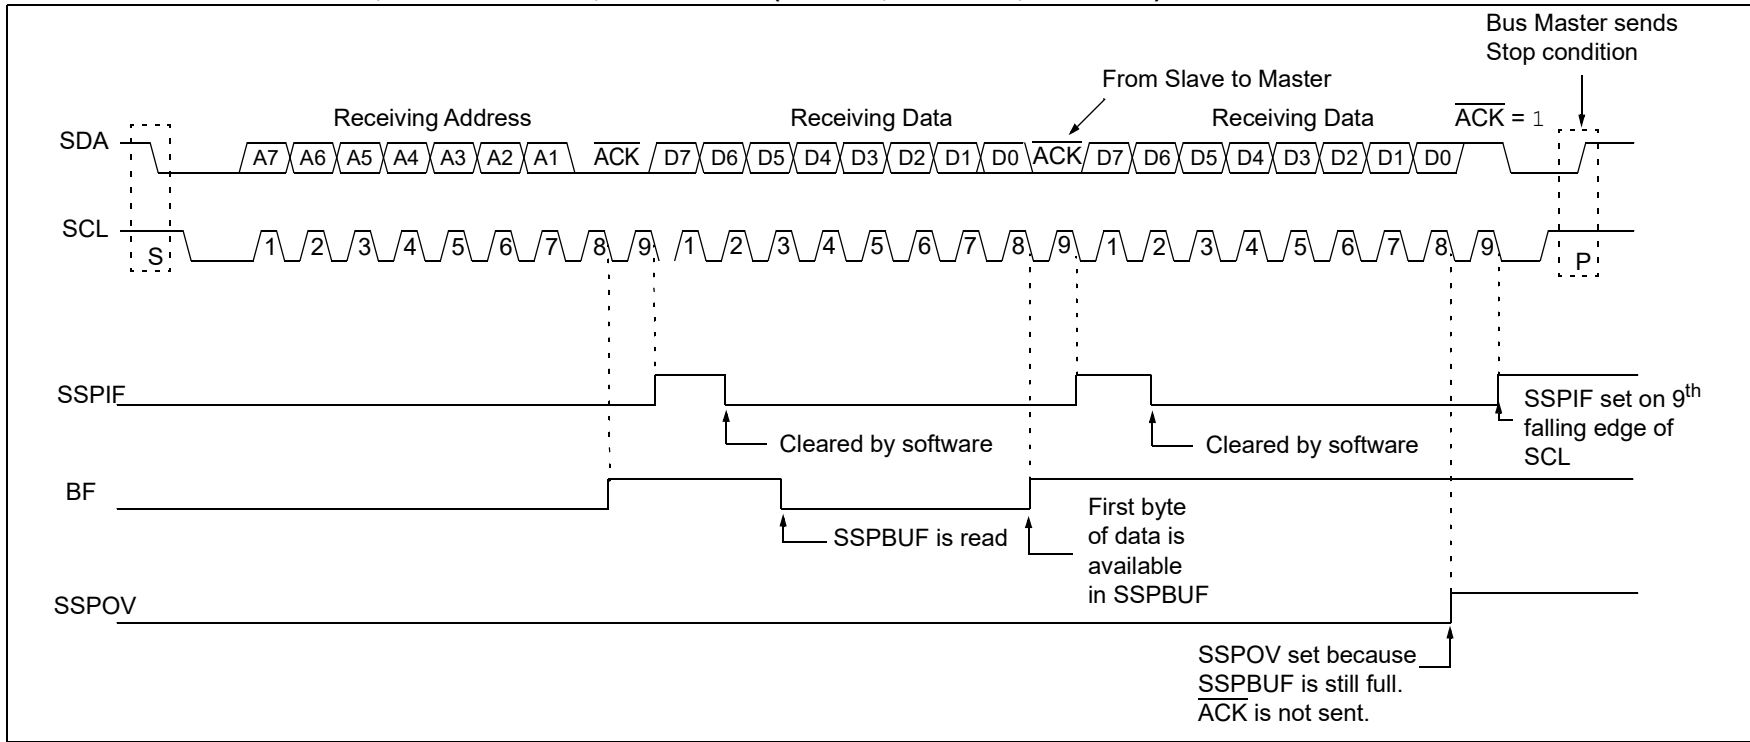 Bus Master sends
Stop condition
From Slave to Master
Receiving Address
Receiving Data
Receiving Data
ACK = 1
SDA
A7 A6 A5 A4 A3 A2 A1 ACK D7 D6 D5 D4 D3 D2 D1 D0 ACK D7 D6 D5 D4 D3 D2 D1 D0
SCL
S 1 2 3 4 5 6 7 8 9 1 2 3 4 5 6 7 8 9 1 2 3 4 5 6 7 8 9 P
SSPIF
Cleared by software
Cleared by software
SSPIF set on 9th
falling edge of
SCL
BF
SSPBUF is read
First byte
of data is
available
in SSPBUF
SSPOV
SSPOV set because
SSPBUF is still full.
ACK is not sent.